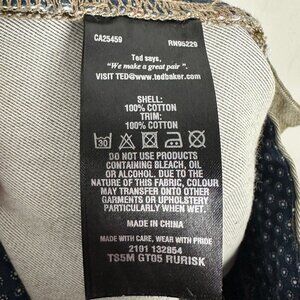 CA25459 RN95229
Ted says,
"We make a great pair".
VISIT TED@www.tedbaker.com
SHELL:
100% COTTON
TRIM:
100% COTTON
30
DO NOT USE PRODUCTS
CONTAINING BLEACH, OIL
OR ALCOHOL. DUE TO THE
NATURE OF THIS FABRIC, COLOUR
MAY TRANSFER ONTO OTHER
GARMENTS OR UPHOLSTERY
PARTICULARLY WHEN WET.
MADE IN CHINA
MADE WITH CARE, WEAR WITH PRIDE
2101 132854
TS5M GT05 RURISK